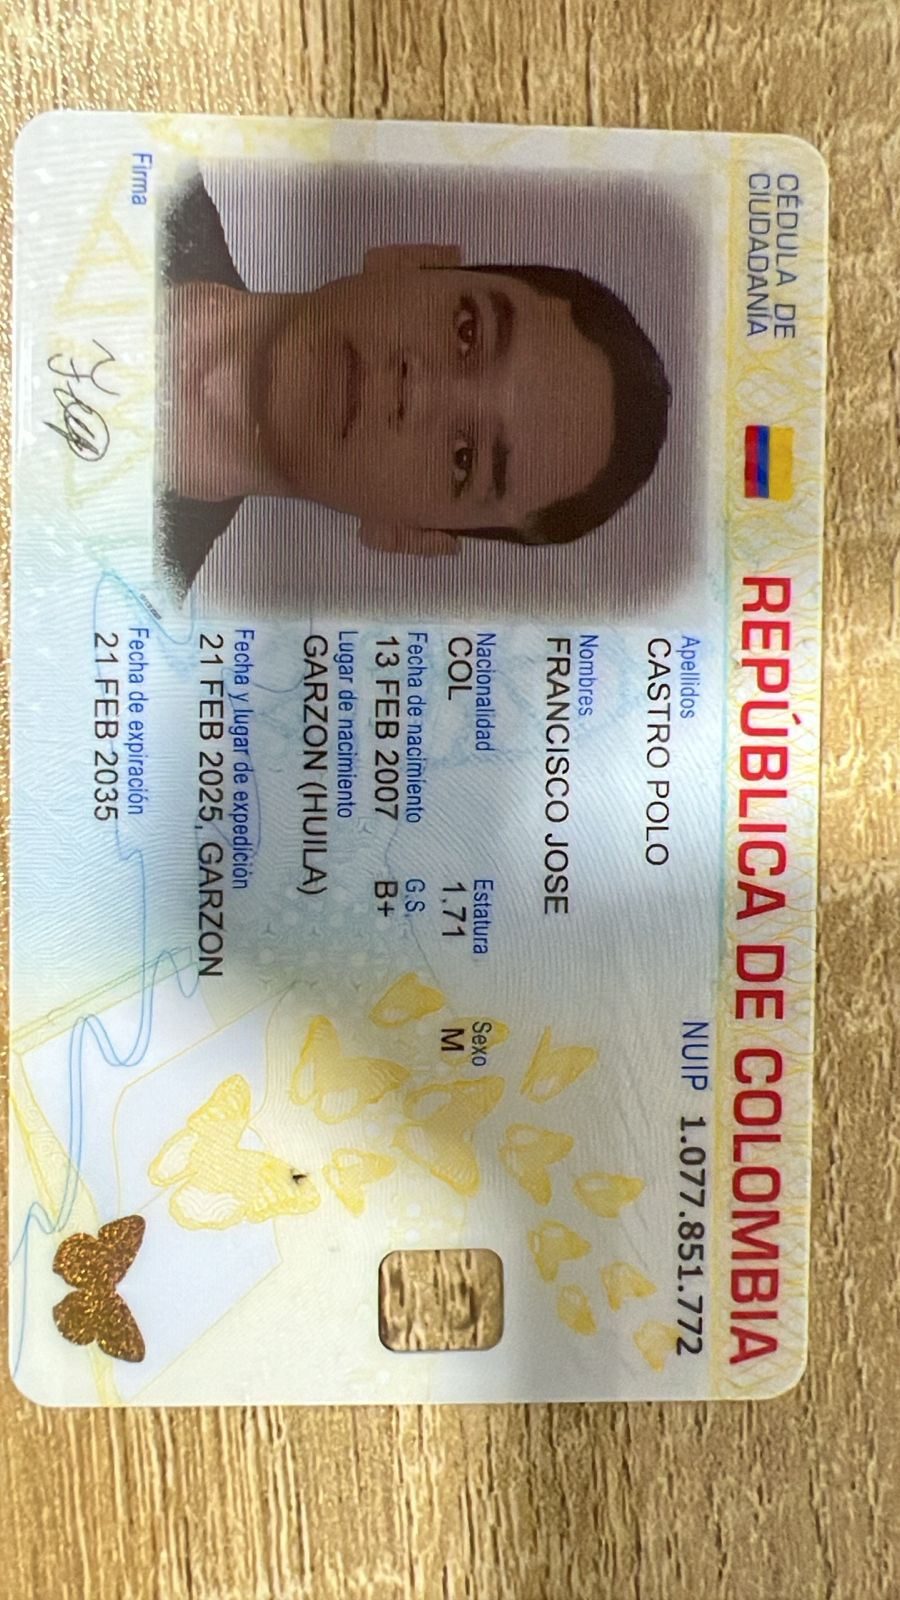 CÉDULA DE
CIUDADANÍA
REPÚBLICA DE COLOMBIA
NUIP 1.077.851.772
Apellidos
CASTRO POLO
Nombres
FRANCISCO JOSE
Nacionalidad Estatura Sexo
COL 1.71 M
Fecha de nacimiento G.S.
13 FEB 2007 B+
Lugar de nacimiento
GARZON (HUILA)
Fecha y lugar de expedición
21 FEB 2025, GARZON
Fecha de expiración
21 FEB 2035
Firma